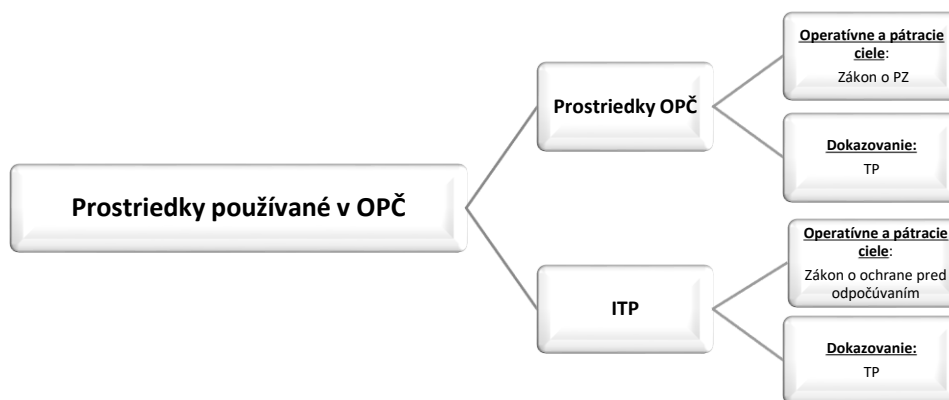 Prostriedky používané v OPČ
Prostriedky OPČ
Operatívne a pátracie
ciele:
Zákon o PZ
Dokazovanie:
TP
ITP
Operatívne a pátracie
ciele:
Zákon o ochrane pred
odpočúvaním
Dokazovanie:
TP